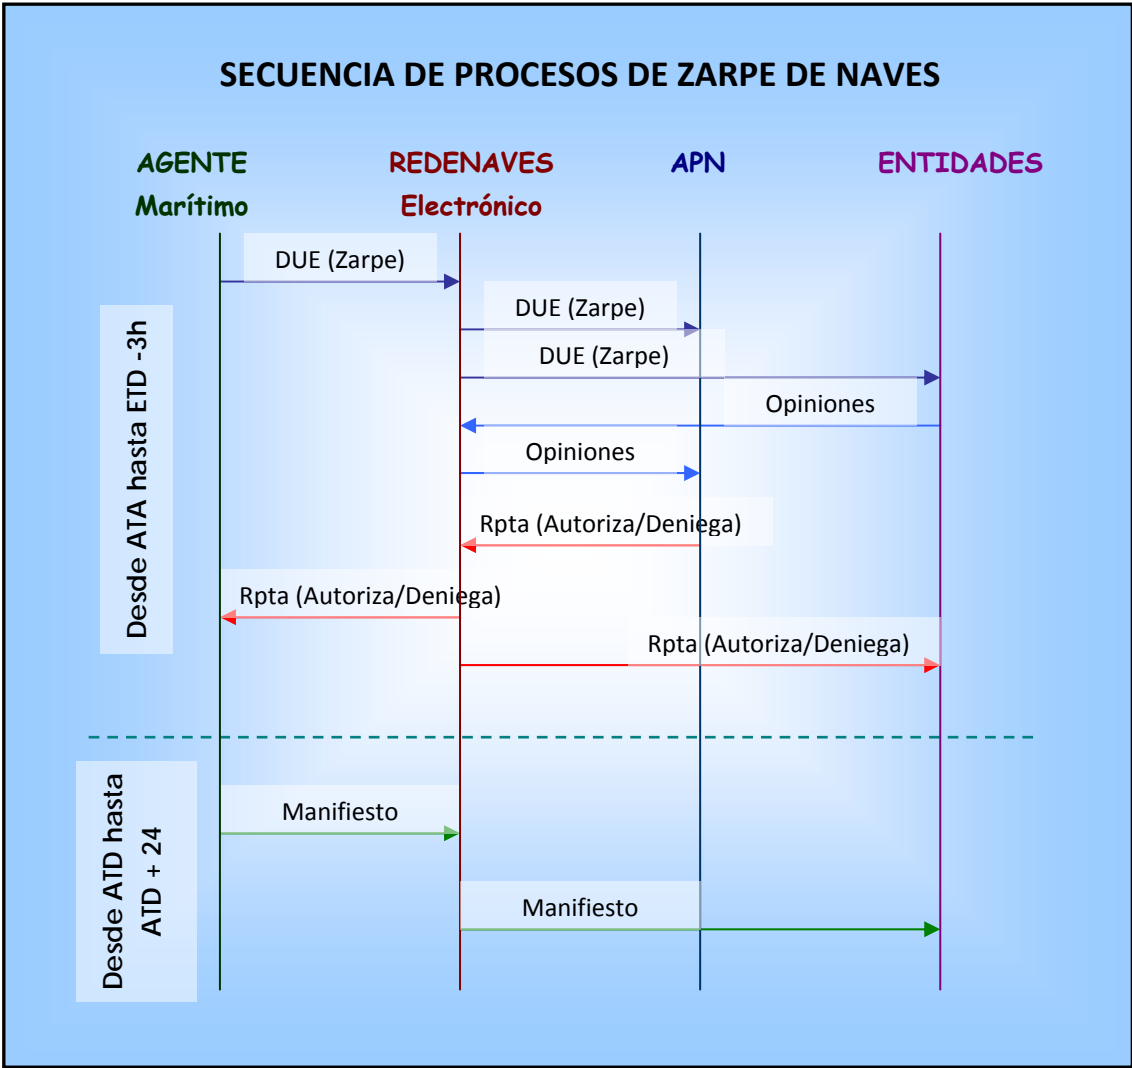 SECUENCIA DE PROCESOS DE ZARPE DE NAVES
AGENTE
Marítimo
REDENAVES
Electrónico
APN
ENTIDADES
Desde ATA hasta ETD -3h
DUE (Zarpe)
DUE (Zarpe)
DUE (Zarpe)
Opiniones
Opiniones
Rpta (Autoriza/Deniega)
Rpta (Autoriza/Deniega)
Rpta (Autoriza/Deniega)
Desde ATD hasta
ATD + 24
Manifiesto
Manifiesto